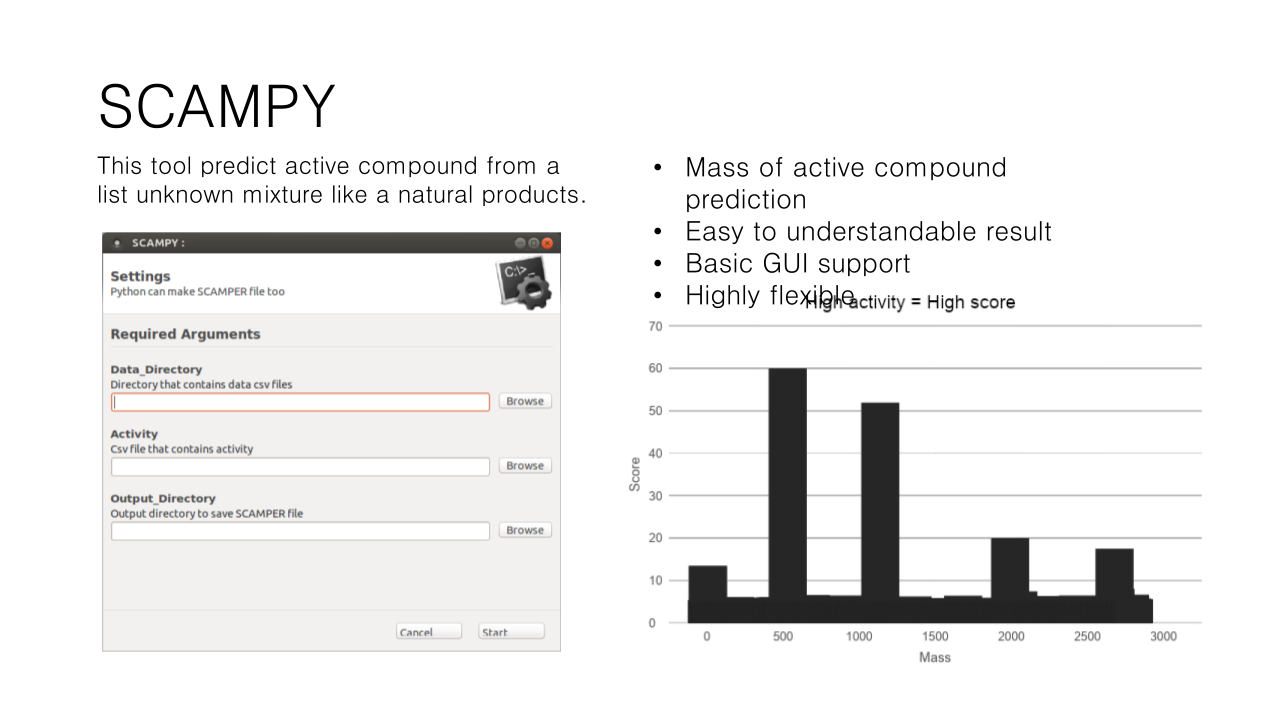 SCAMPY
This tool predict active compound from a
list unknown mixture like a natural products.
SCAMPY :
Settings
Python can make SCAMPER file too
C:\>_
Required Arguments
Data_Directory
Directory that contains data csv files
Browse
Activity
Csv file that contains activity
Browse
Output_Directory
Output directory to save SCAMPER file
Browse
Cancel
Start
• Mass of active compound
prediction
• Easy to understandable result
• Basic GUI support
• Highly flexible
High activity = High score
70
60
50
40
30
20
10
0
Score
0 500 1000 1500 2000 2500 3000
Mass